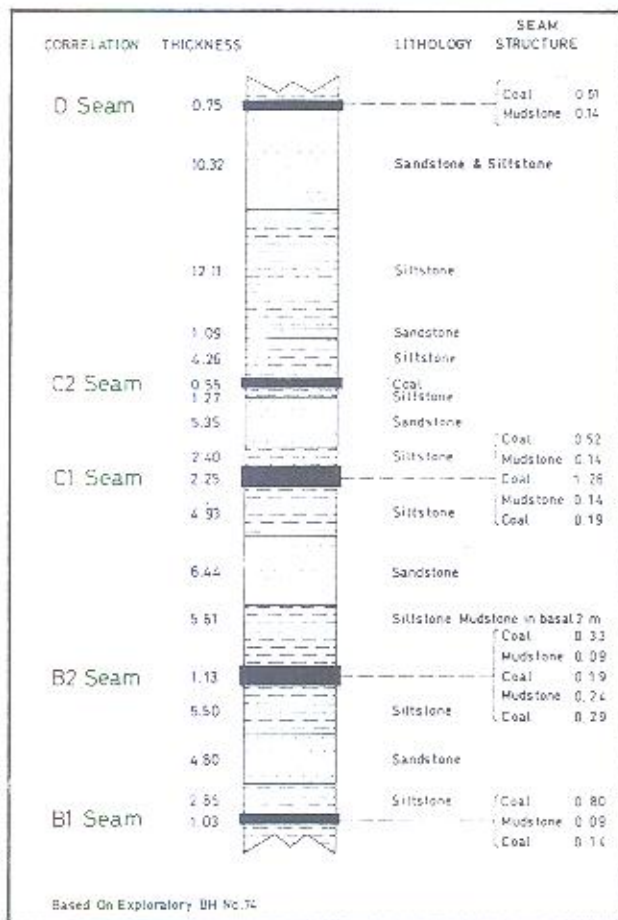 SEAM
CORRELATION THICKNESS LITHOLOGY STRUCTURE
D Seam 0.75 Coal 0.51
Mudstone 0.14
10.32 Sandstone & Siltstone
12.11 Siltstone
1.09 Sandstone
4.26 Siltstone
C2 Seam 0.55 Coal
1.27 Siltstone
5.35 Sandstone
Coal 0.52
2.40 Siltstone Mudstone 0.14
C1 Seam 2.25 Coal 1.26
Mudstone 0.14
4.93 Siltstone Coal 0.19
6.44 Sandstone
5.61 Siltstone Mudstone in basal 2 m
Coal 0.33
Mudstone 0.09
B2 Seam 1.13 Coal 0.19
Mudstone 0.24
5.50 Siltstone Coal 0.29
4.80 Sandstone
Siltstone Coal 0.80
B1 Seam 1.03 Mudstone 0.09
Coal 0.14
Based On Exploratory BH No.74